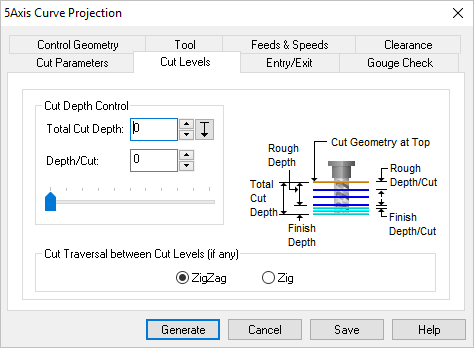 5Axis Curve Projection
Control Geometry Tool Feeds & Speeds Clearance
Cut Parameters Cut Levels Entry/Exit Gouge Check
Cut Depth Control
Total Cut Depth: 0
Depth/Cut: 0
Cut Geometry at Top
Rough
Depth
Rough
Depth/Cut
Total
Cut
Depth
Finish
Depth
Finish
Depth/Cut
Cut Traversal between Cut Levels (if any)
ZigZag Zig
Generate Cancel Save Help